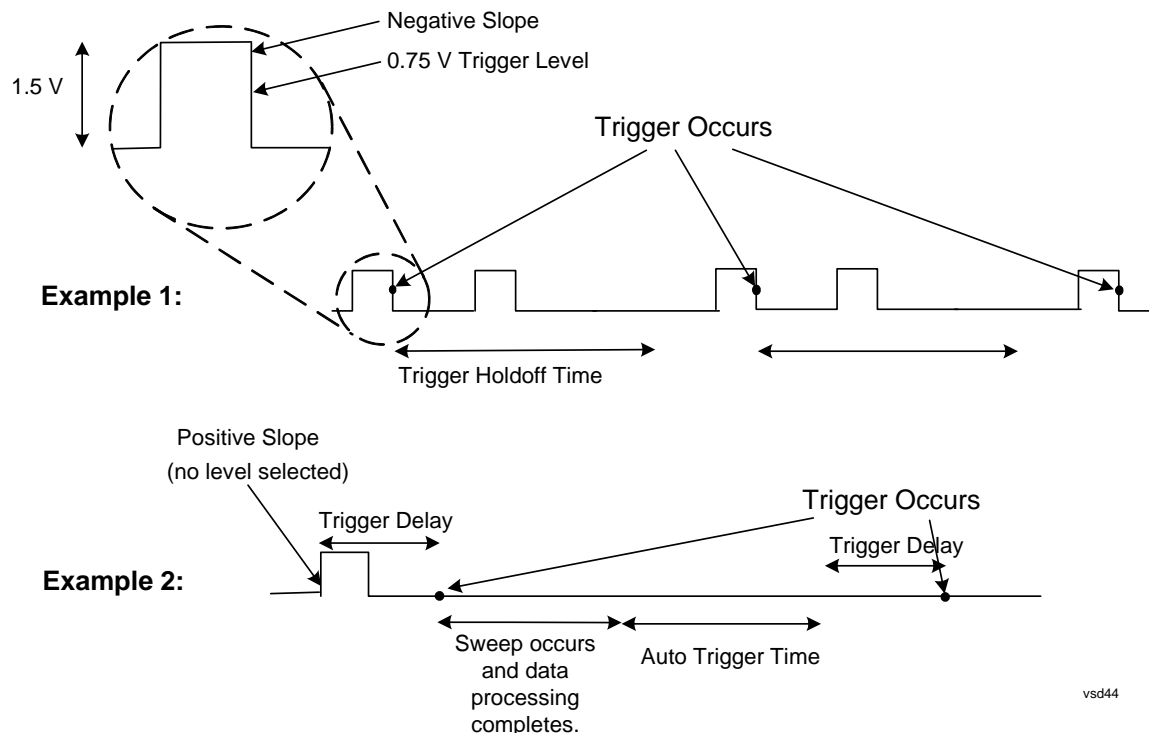 Negative Slope
0.75 V Trigger Level
1.5 V
Trigger Occurs
Example 1:
Trigger Holdoff Time
Positive Slope
(no level selected)
Trigger Delay
Trigger Occurs
Trigger Delay
Example 2:
Sweep occurs
and data
processing
completes.
Auto Trigger Time
vsd44